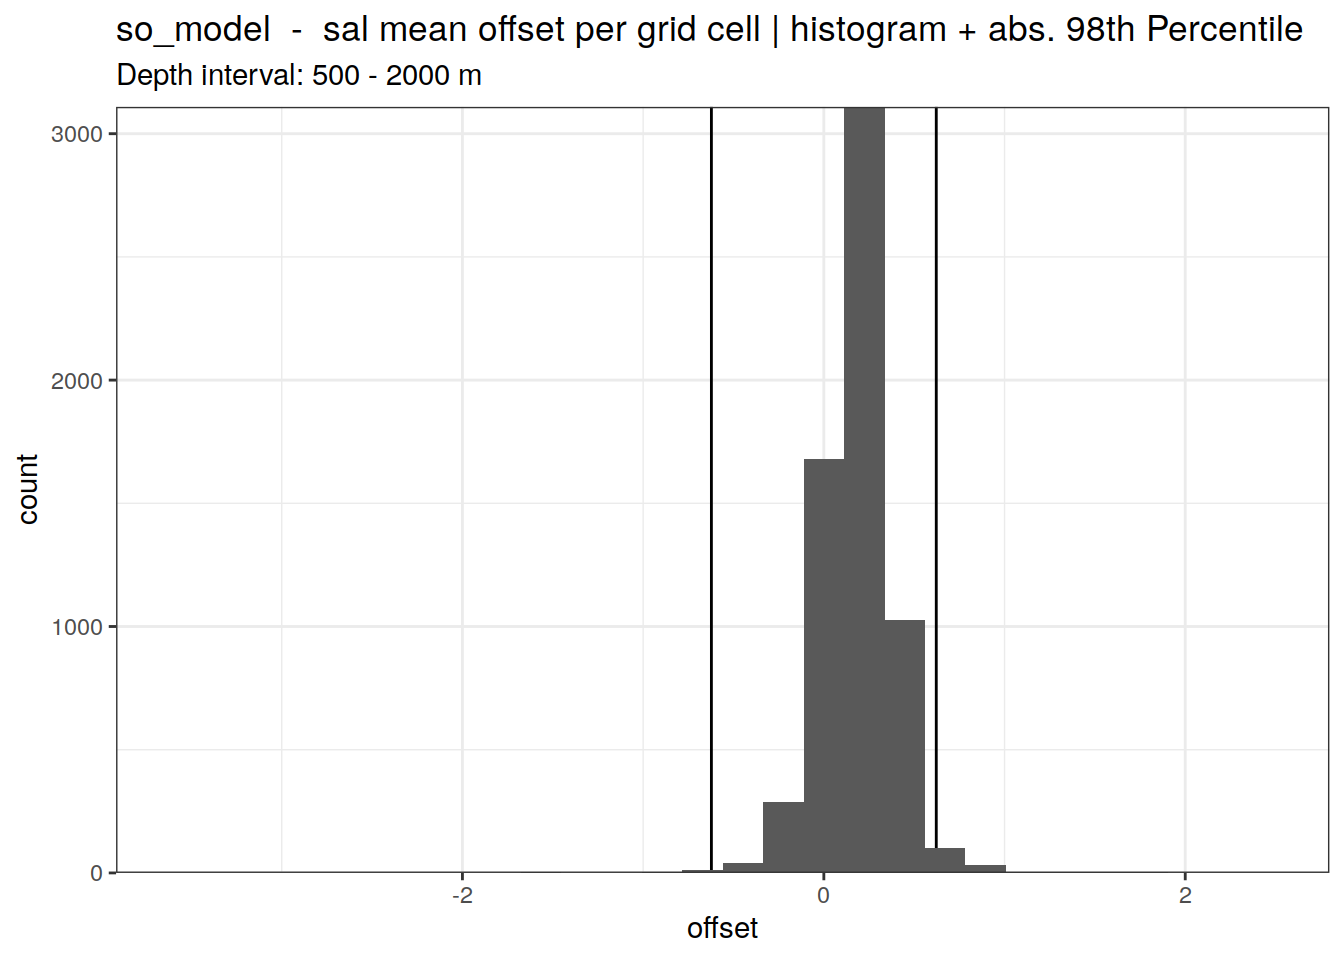 so_model  -  sal mean offset per grid cell | histogram + abs. 98th Percentile
Depth interval: 500 - 2000 m
3000
2000
1000
0
count
-2
0
2
offset